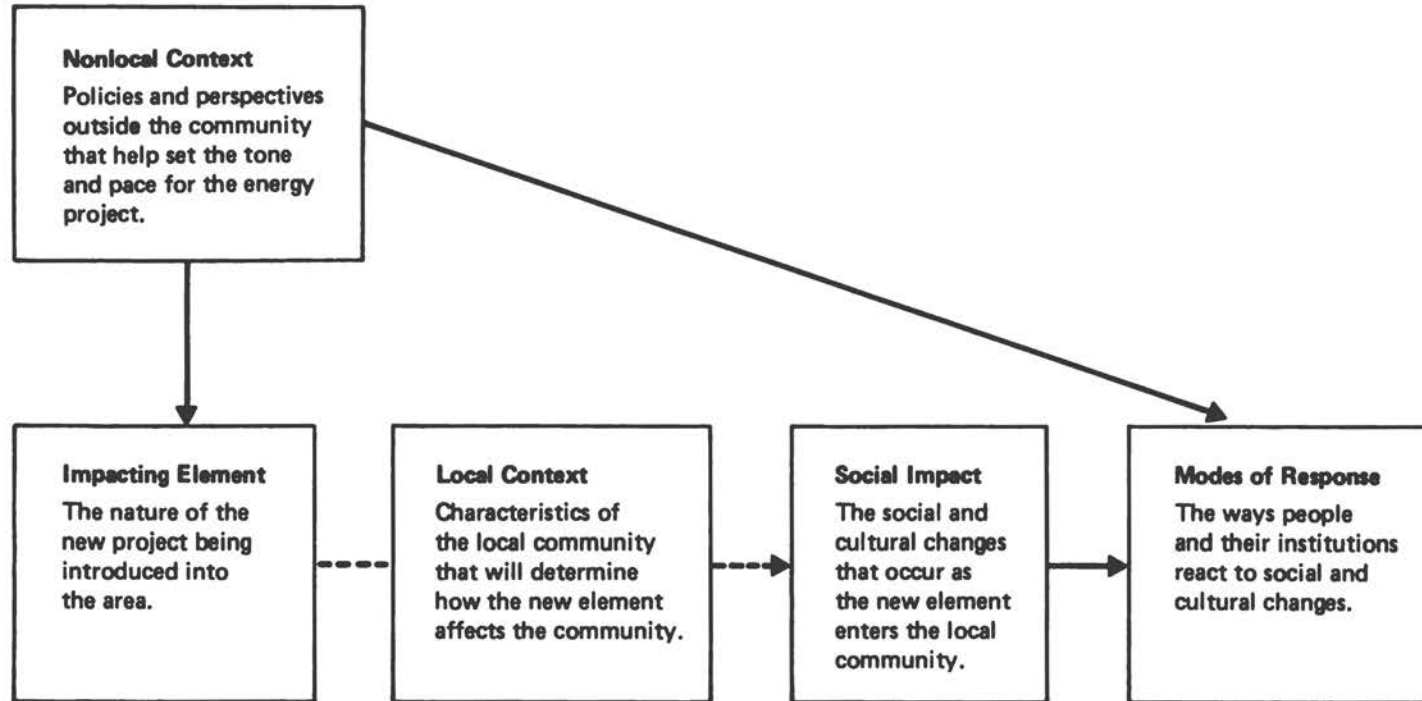 Nonlocal Context
Policies and perspectives
outside the community
that help set the tone
and pace for the energy
project.
Impacting Element
The nature of the
new project being
introduced into
the area.
Local Context
Characteristics of
the local community
that will determine
how the new element
affects the community.
Social Impact
The social and
cultural changes
that occur as
the new element
enters the local
community.
Modes of Response
The ways people
and their institutions
react to social and
cultural changes.